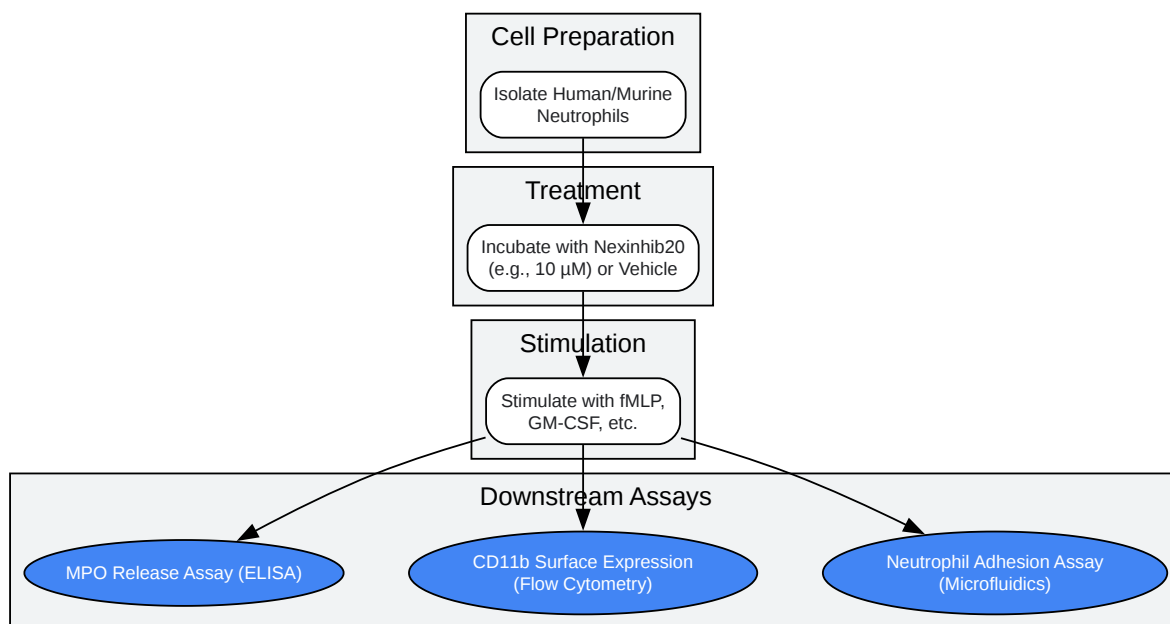 Cell Preparation
Isolate Human/Murine
Neutrophils
Treatment
Incubate with Nexinhib20
(e.g., 10 µM) or Vehicle
Stimulation
Stimulate with fMLP,
GM-CSF, etc.
Downstream Assays
MPO Release Assay (ELISA)
CD11b Surface Expression
(Flow Cytometry)
Neutrophil Adhesion Assay
(Microfluidics)